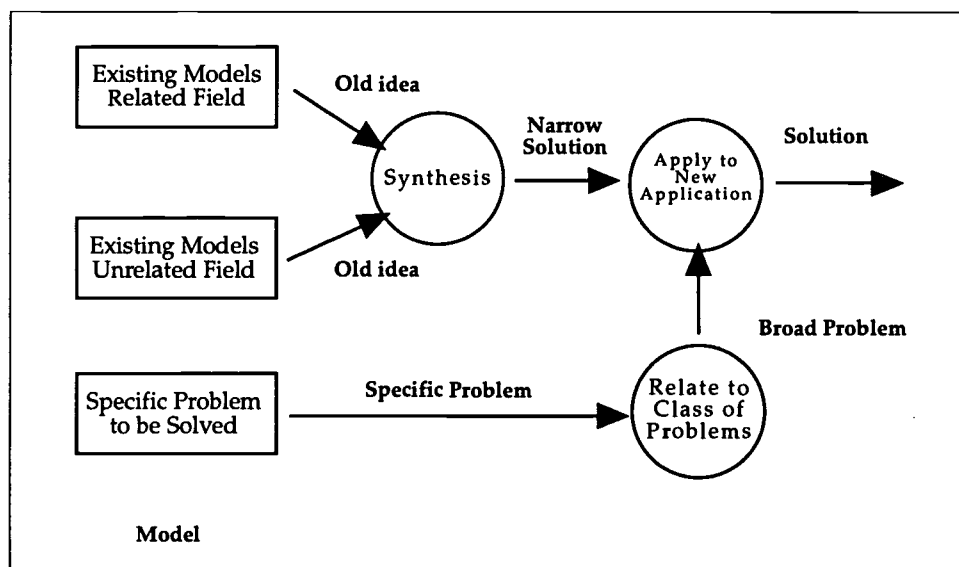 Existing Models
Related Field
Old idea
Synthesis
Narrow
Solution
Apply to
New
Application
Solution
Existing Models
Unrelated Field
Old idea
Broad Problem
Specific Problem
to be Solved
Specific Problem
Relate to
Class of
Problems
Model